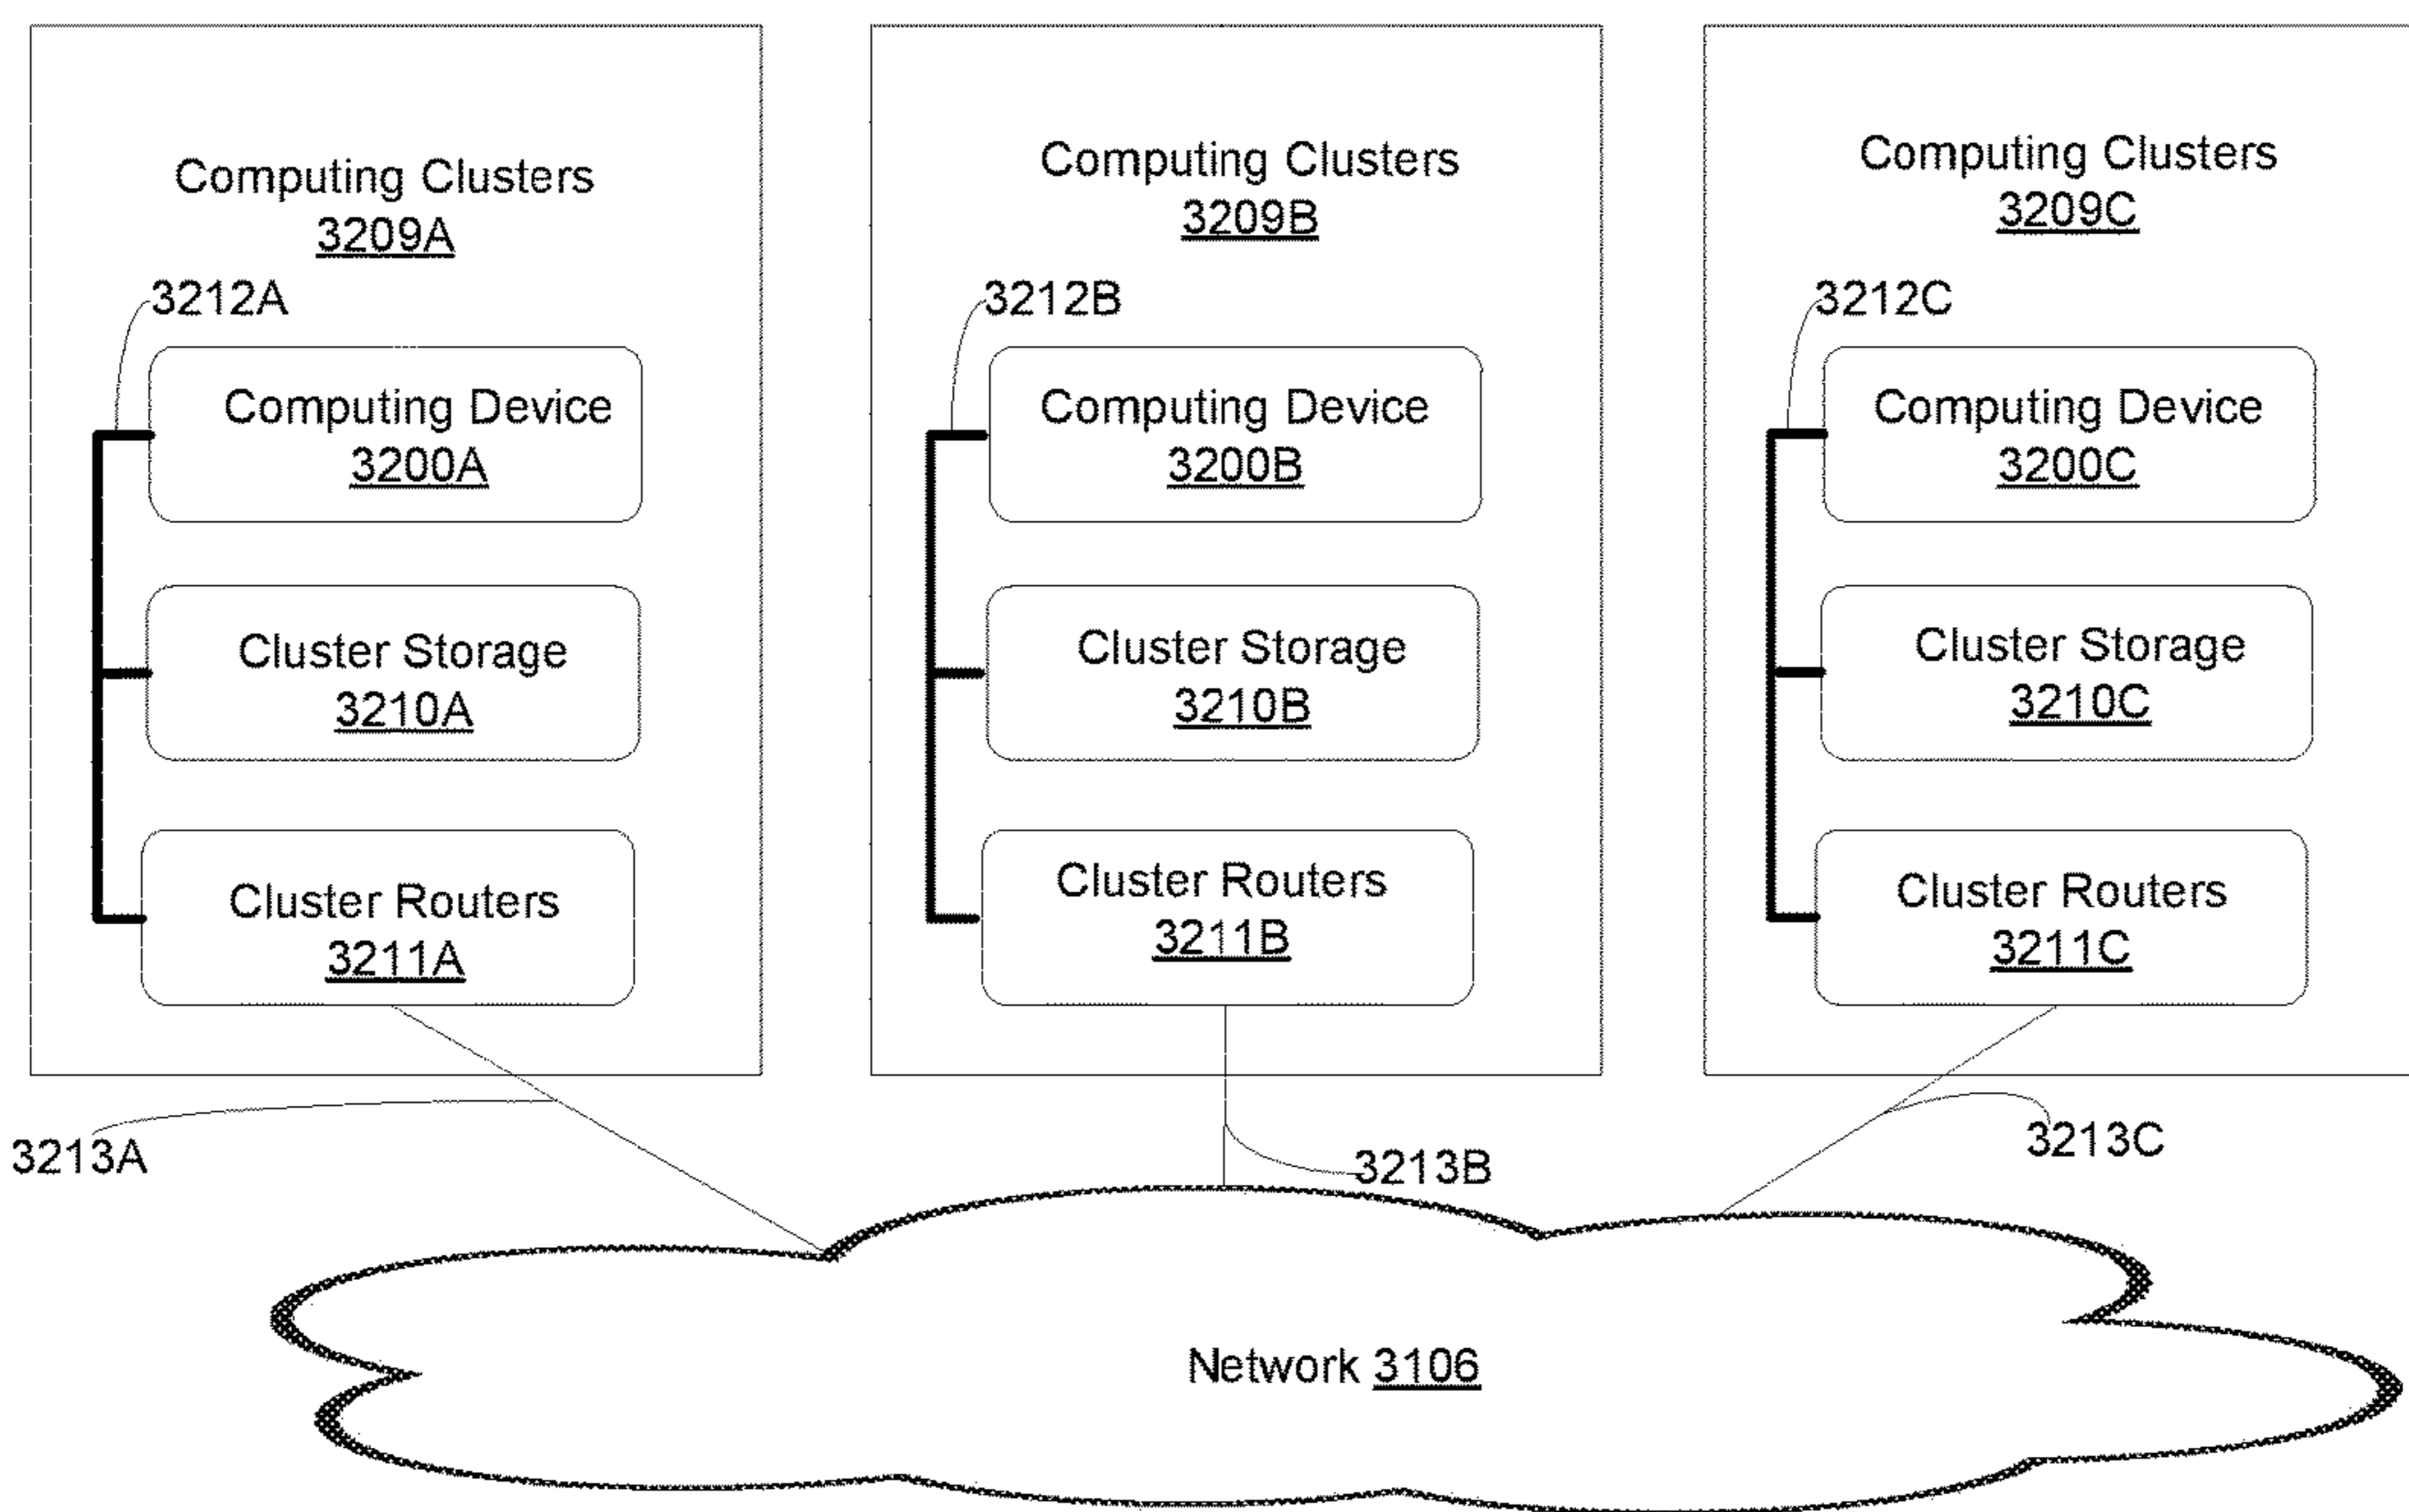 Computing Clusters
3209A
3212A
Computing Device
3200A
Cluster Storage
3210A
Cluster Routers
3211A
3213A
Computing Clusters
3209B
3212B
Computing Device
3200B
Cluster Storage
3210B
Cluster Routers
3211B
3213B
Computing Clusters
3209C
3212C
Computing Device
3200C
Cluster Storage
3210C
Cluster Routers
3211C
3213C
Network 3106